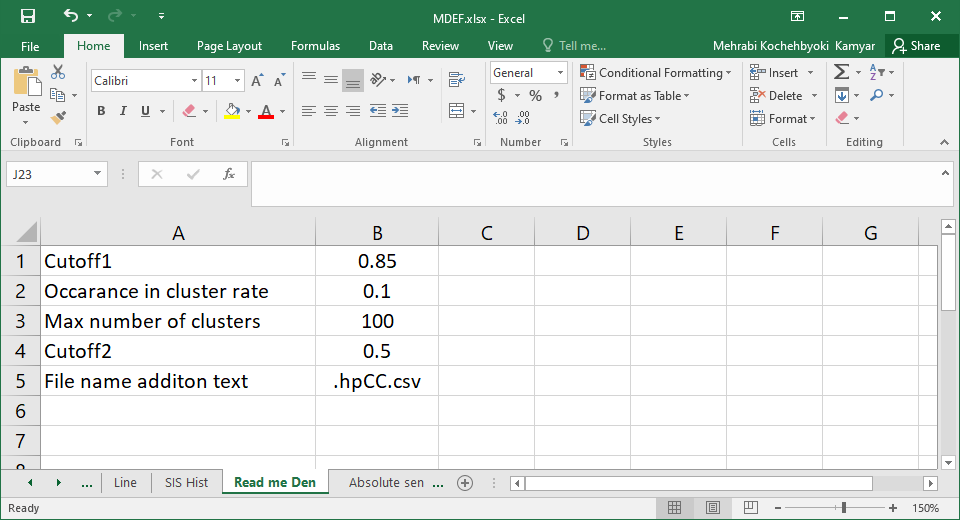 MDEF.xlsx - Excel
File Home Insert Page Layout Formulas Data Review View Tell me... Mehrabi Kochehbyoki Kamyar Share
Paste
Calibri 11
B I U A
General
$ % ,
Conditional Formatting
Format as Table
Cell Styles
Insert
Delete
Format
Clipboard Font Alignment Number Styles Cells Editing
J23 fx
A B C D E F G
1 Cutoff1 0.85
2 Occarance in cluster rate 0.1
3 Max number of clusters 100
4 Cutoff2 0.5
5 File name additon text .hpCC.csv
6
7
8
... Line SIS Hist Read me Den Absolute sen ...
Ready 150%